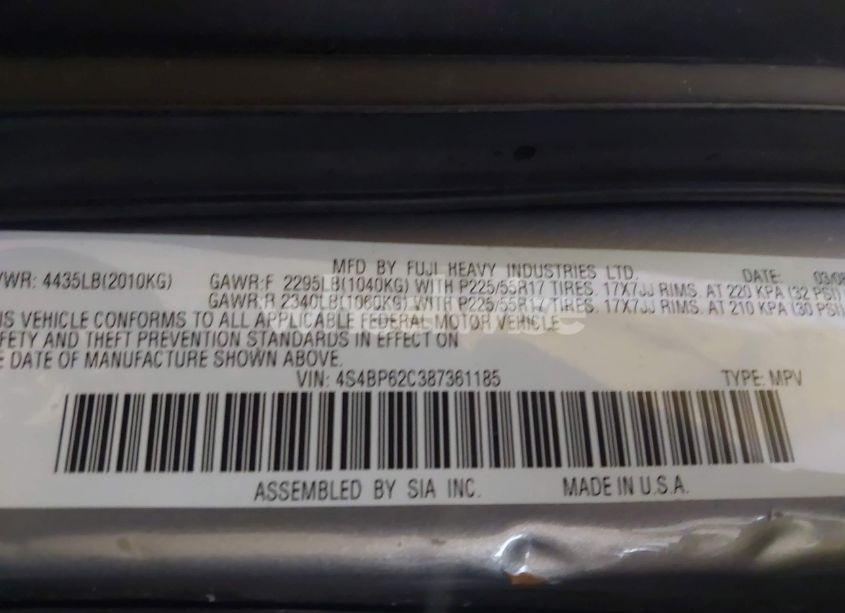 MFD BY FUJI HEAVY INDUSTRIES LTD. DATE: 03/08
VWR: 4435LB(2010KG) GAWR:F 2295LB(1040KG) WITH P225/55R17 TIRES, 17X7JJ RIMS, AT 220 KPA (32 PSI)
GAWR:R 2340LB(1060KG) WITH P225/55R17 TIRES, 17X7JJ RIMS, AT 210 KPA (30 PSI)
IS VEHICLE CONFORMS TO ALL APPLICABLE FEDERAL MOTOR VEHICLE
FETY AND THEFT PREVENTION STANDARDS IN EFFECT ON
E DATE OF MANUFACTURE SHOWN ABOVE.
VIN: 4S4BP62C387361185 TYPE: MPV
ASSEMBLED BY SIA INC. MADE IN U.S.A.